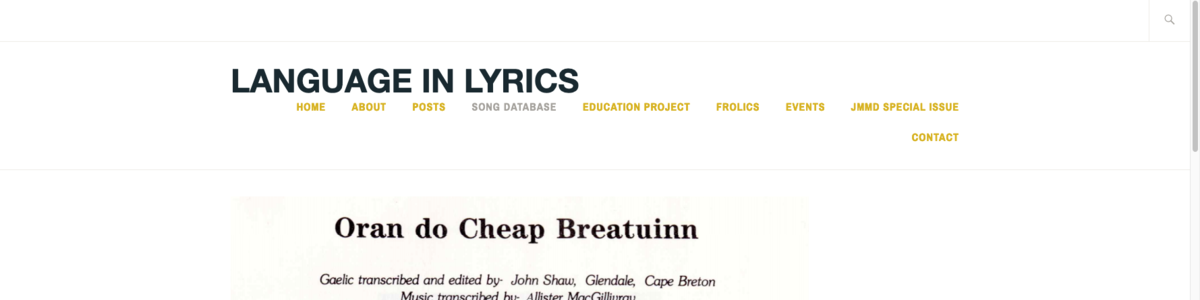 LANGUAGE IN LYRICS
HOME ABOUT POSTS SONG DATABASE EDUCATION PROJECT FROLICS EVENTS JMMD SPECIAL ISSUE
CONTACT
Oran do Cheap Breatuinn
Gaelic transcribed and edited by- John Shaw, Glendale, Cape Breton
Music transcribed by- Allister MacGillivray